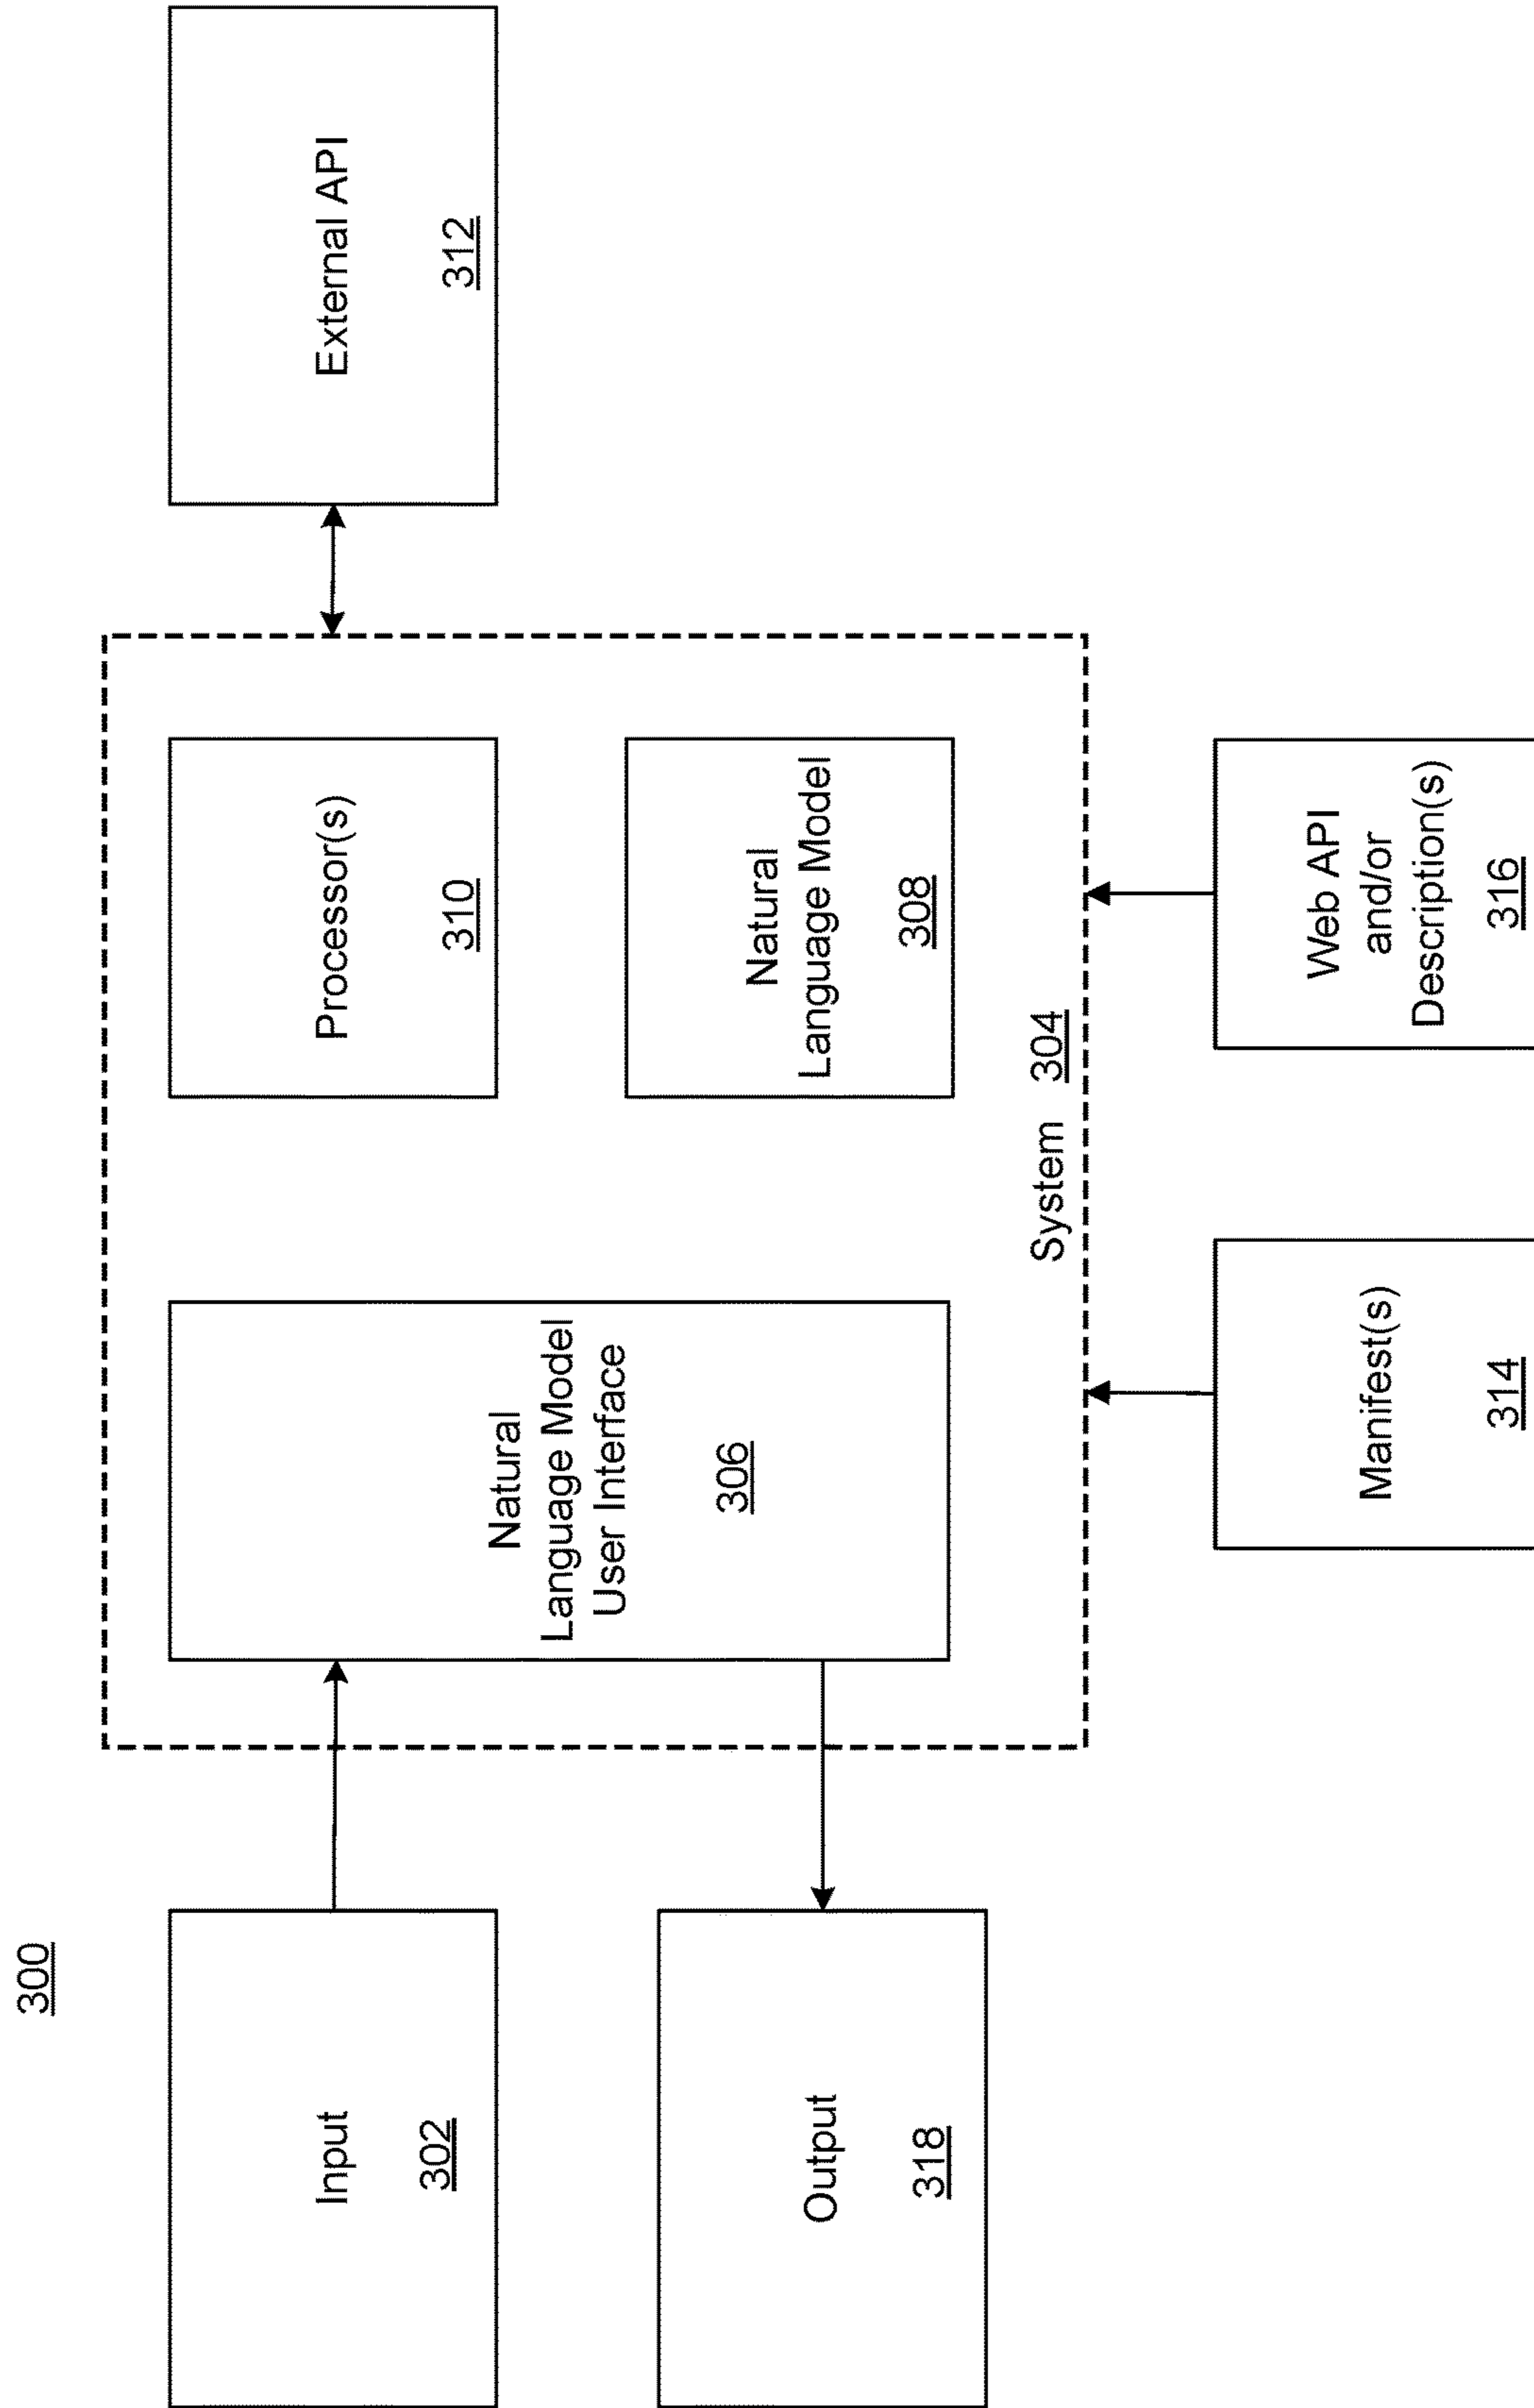 300
Input
302
Output
318
Natural
Language Model
User Interface
306
Processor(s)
310
Natural
Language Model
308
System 304
External API
312
Manifest(s)
314
Web API
and/or
Description(s)
316